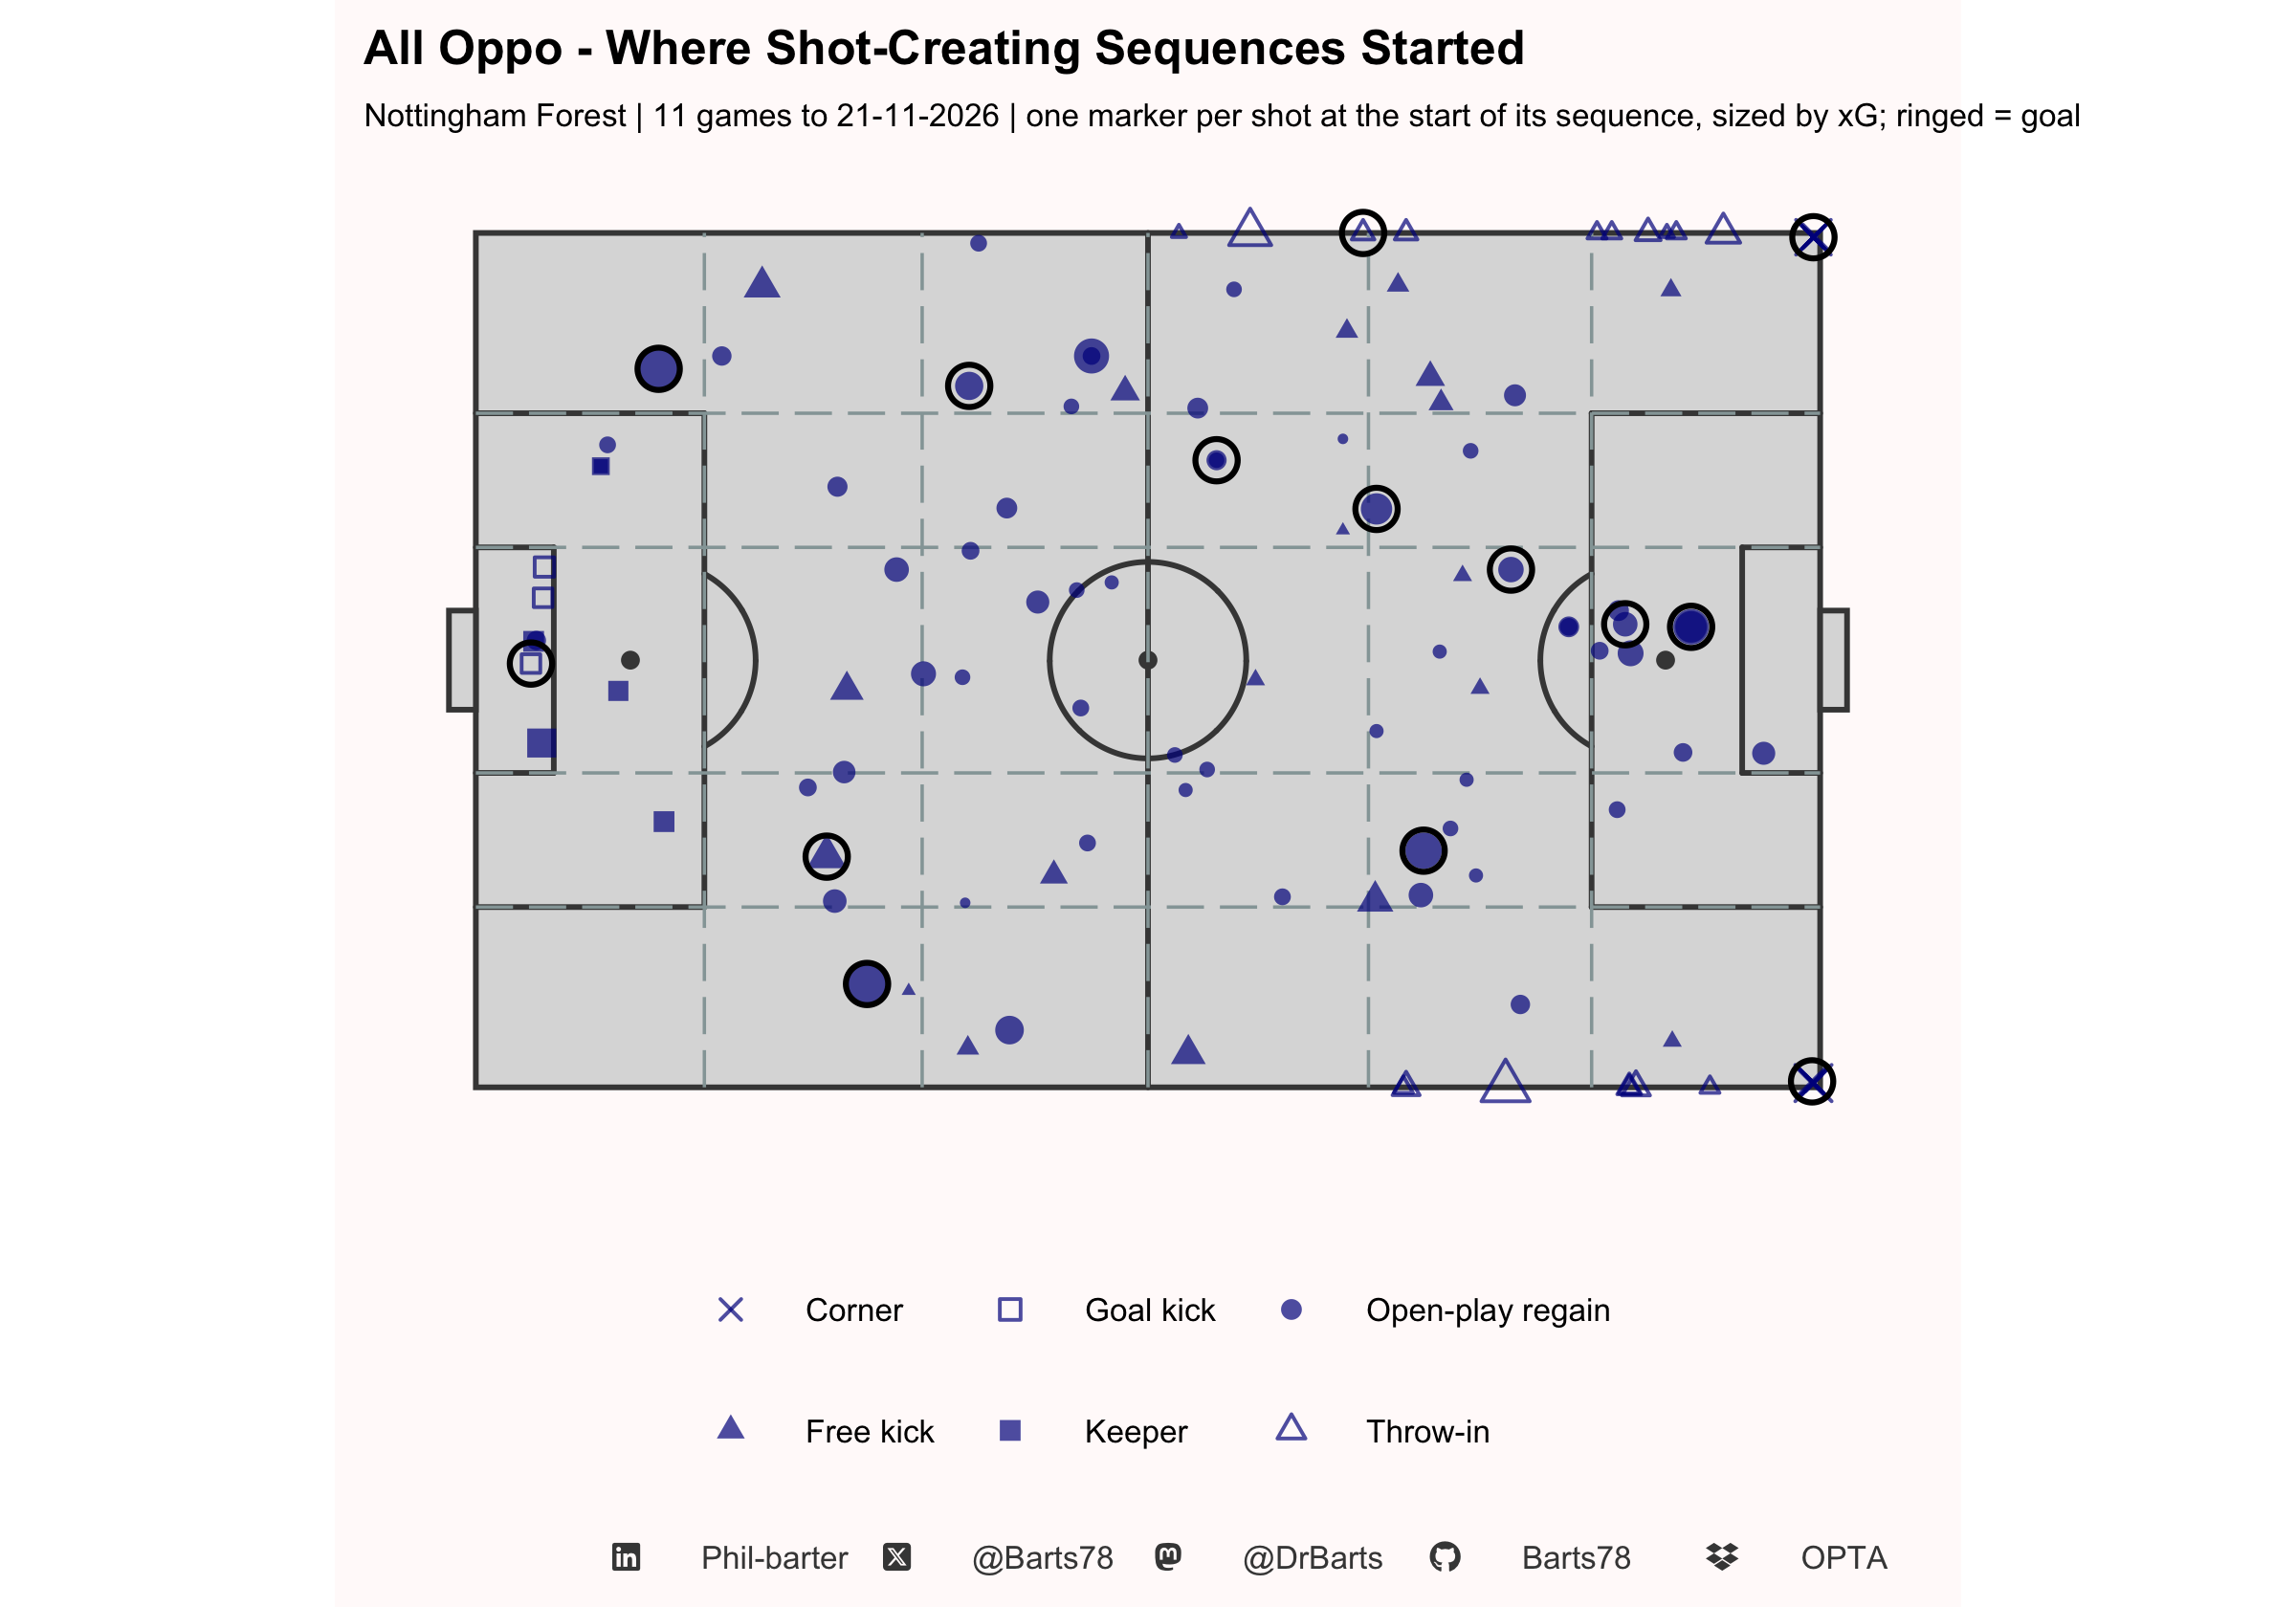 All Oppo - Where Shot-Creating Sequences Started
Nottingham Forest | 11 games to 21-11-2026 | one marker per shot at the start of its sequence, sized by xG; ringed = goal
Corner
Goal kick
Open-play regain
Free kick
Keeper
Throw-in
Phil-barter
@Barts78
@DrBarts
Barts78
OPTA